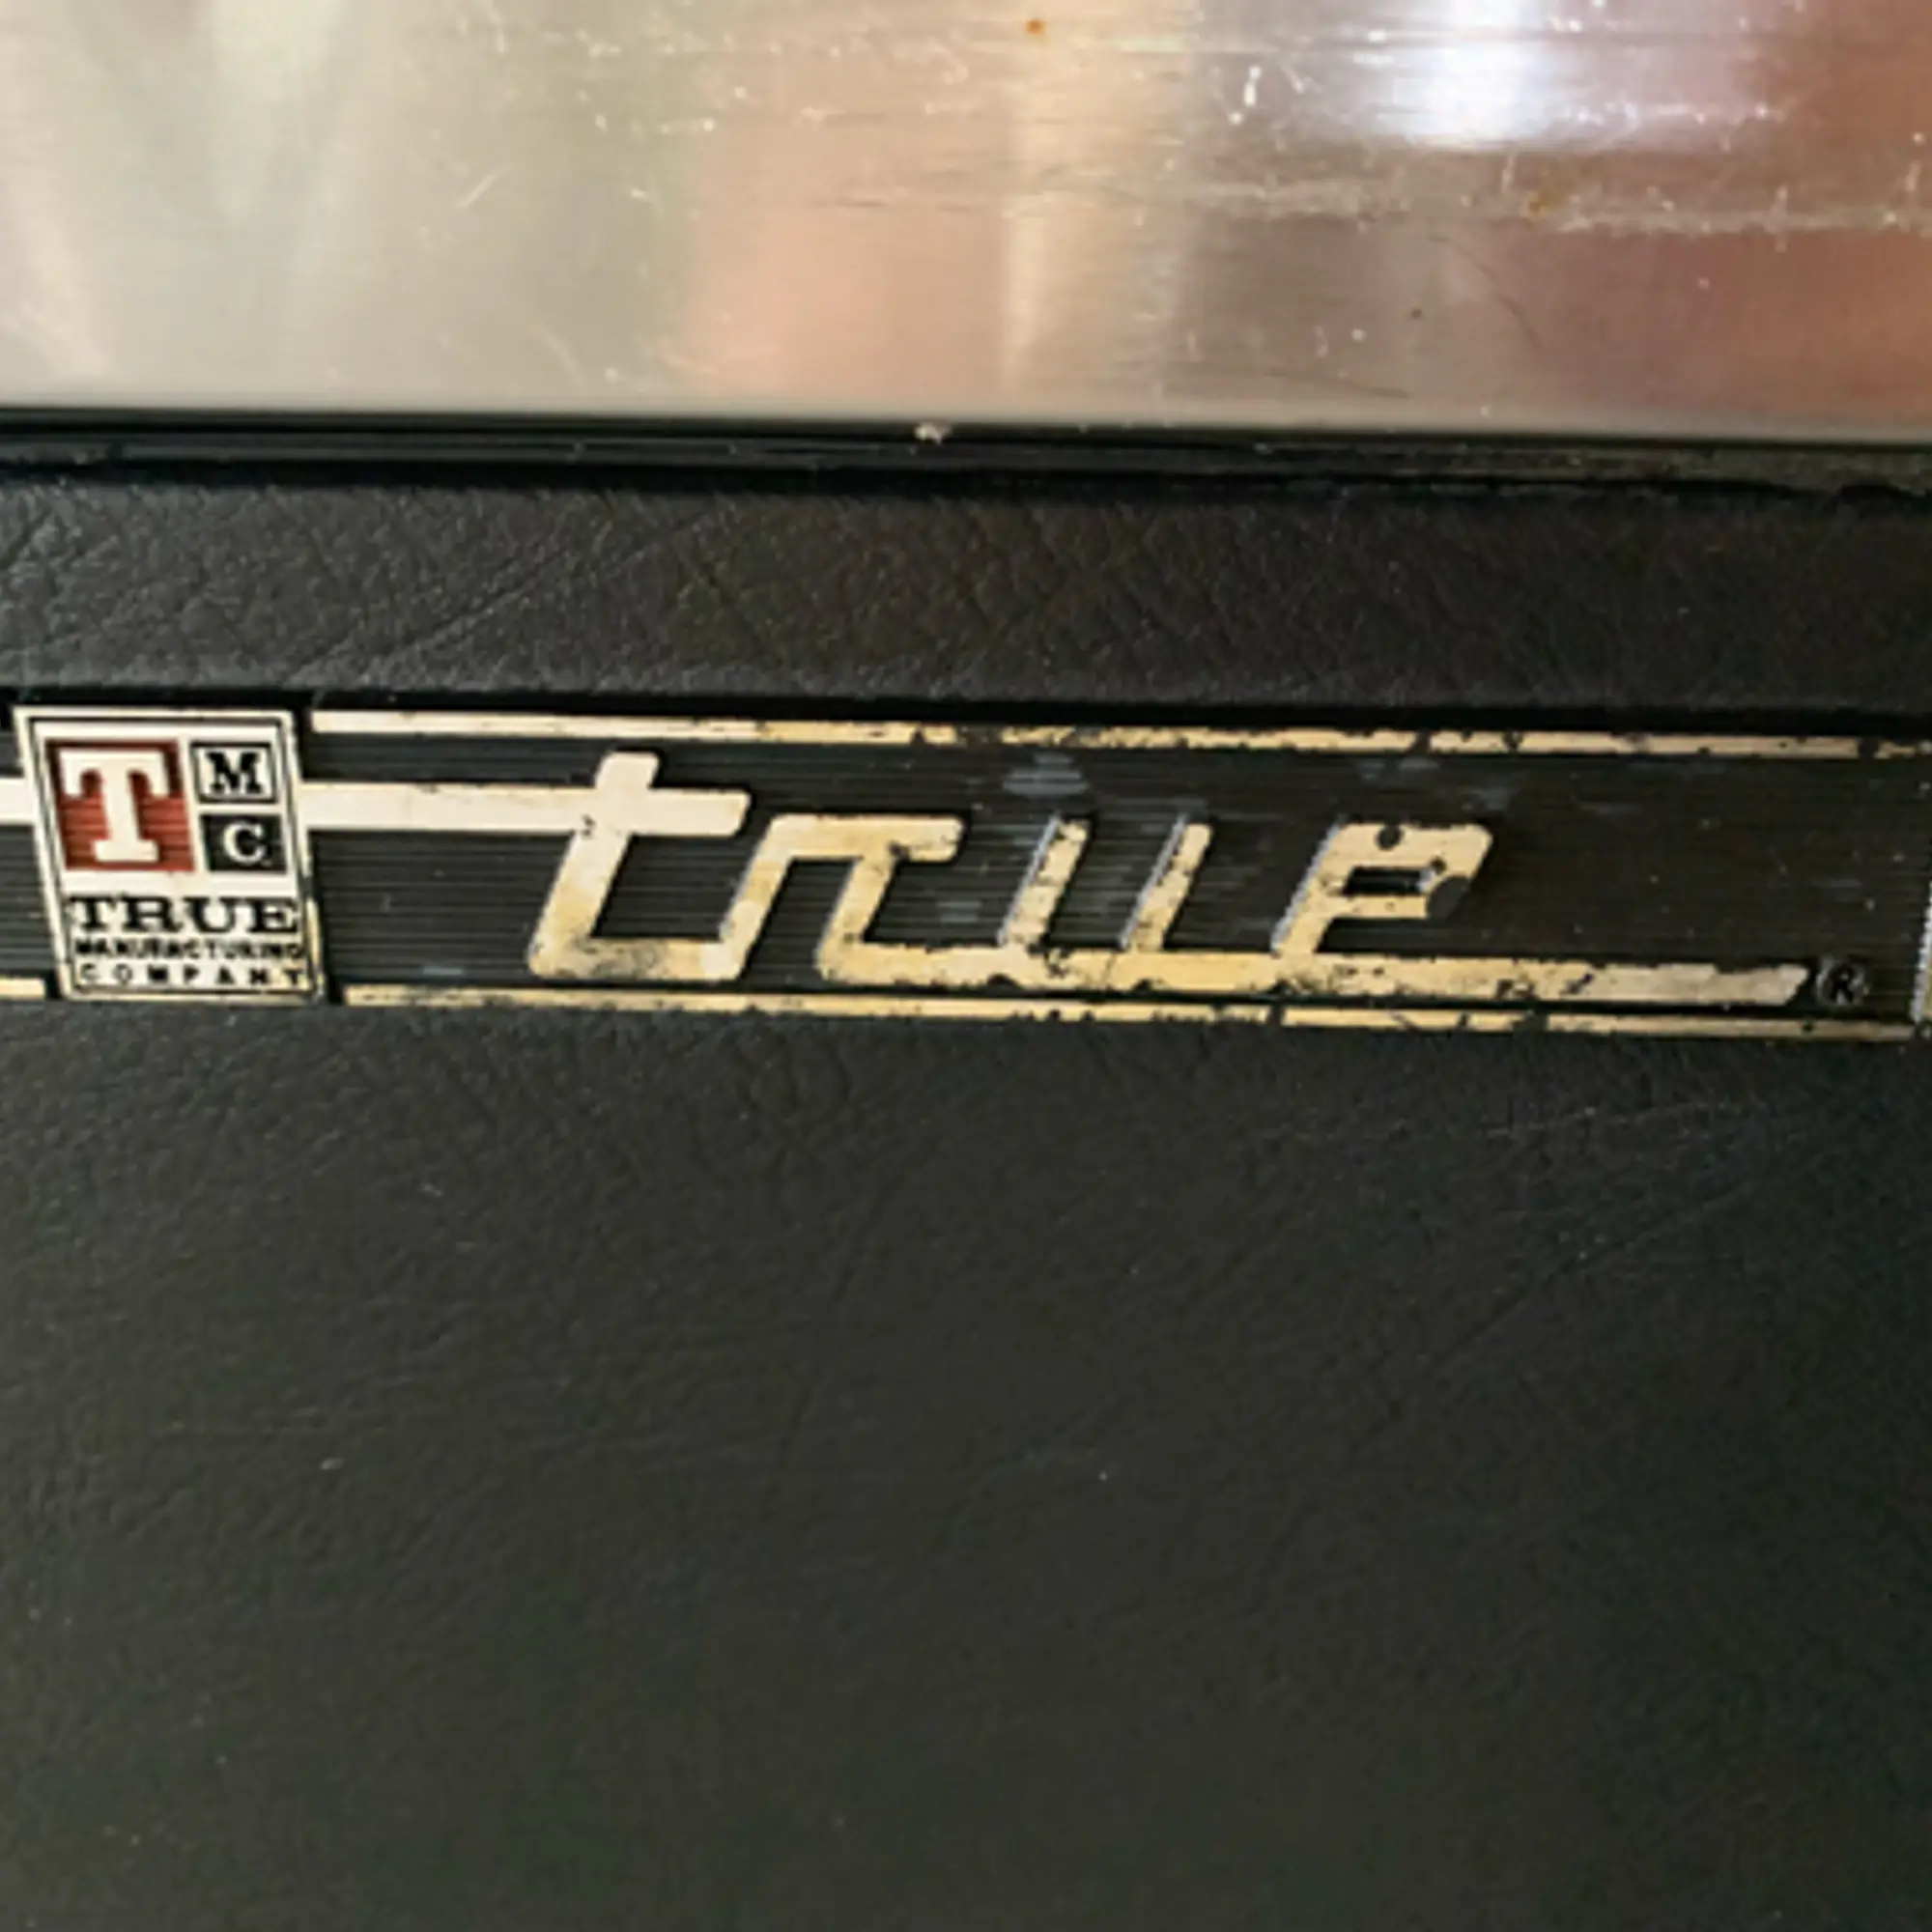 T M
C
TRUE
MANUFACTURING
COMPANY
true ®